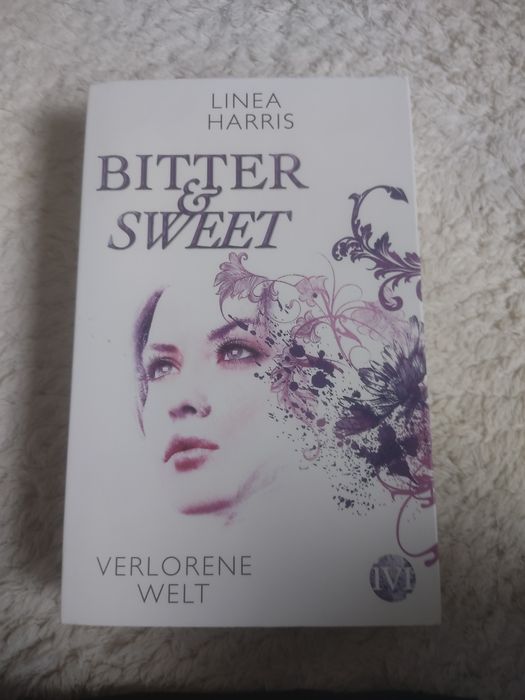 LINEA
HARRIS
BITTER
&
SWEET
VERLORENE
WELT
IVI